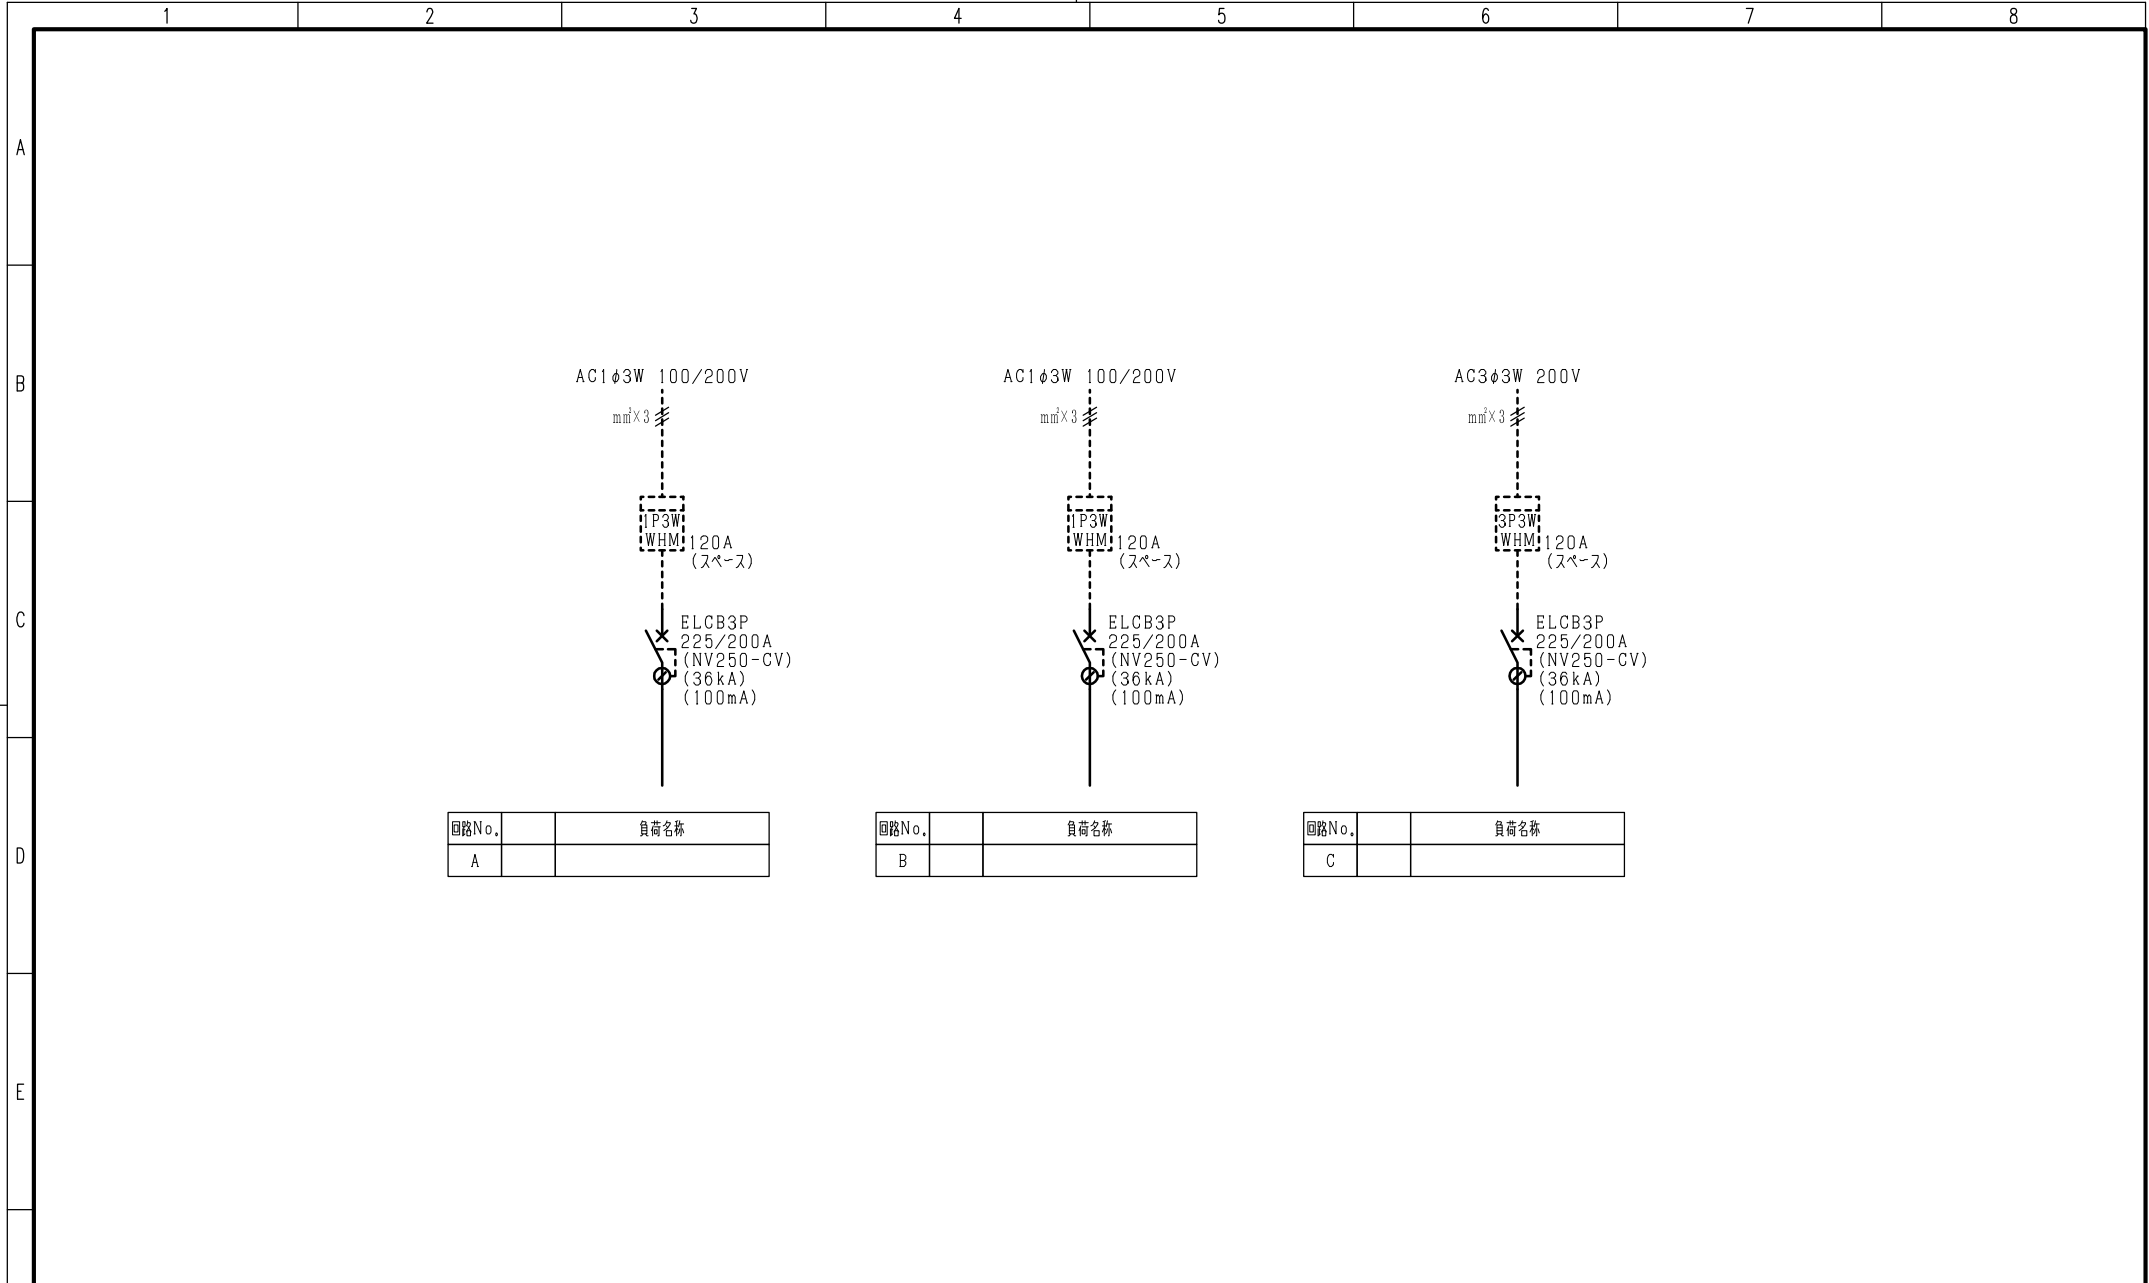 1 2 3 4 5 6 7 8
A
B
C
D
E
AC1φ3W 100/200V
mm²×3
1P3W
WHM
120A
(スペース)
ELCB3P
225/200A
(NV250-CV)
(36kA)
(100mA)
回路No. 負荷名称
A
AC1φ3W 100/200V
mm²×3
1P3W
WHM
120A
(スペース)
ELCB3P
225/200A
(NV250-CV)
(36kA)
(100mA)
回路No. 負荷名称
B
AC3φ3W 200V
mm²×3
3P3W
WHM
120A
(スペース)
ELCB3P
225/200A
(NV250-CV)
(36kA)
(100mA)
回路No. 負荷名称
C